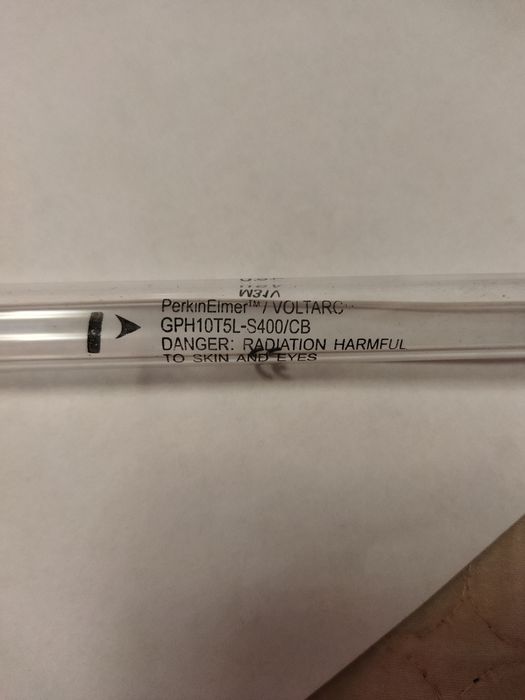 PerkinElmer™ / VOLTARC
GPH10T5L-S400/CB
DANGER: RADIATION HARMFUL
TO SKIN AND EYES